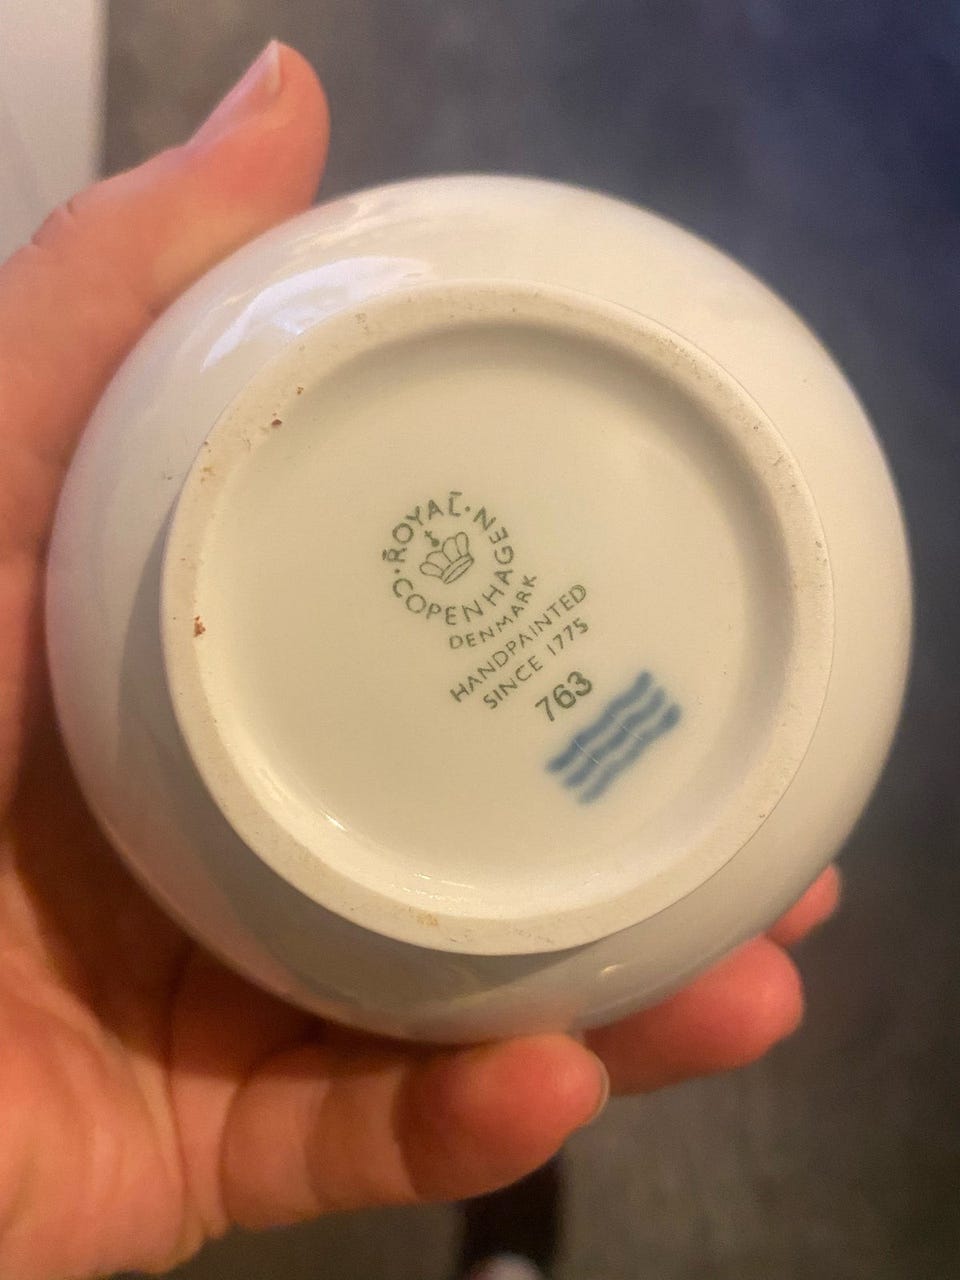 ROYAL · COPENHAGEN ·
DENMARK
HANDPAINTED
SINCE 1775
763